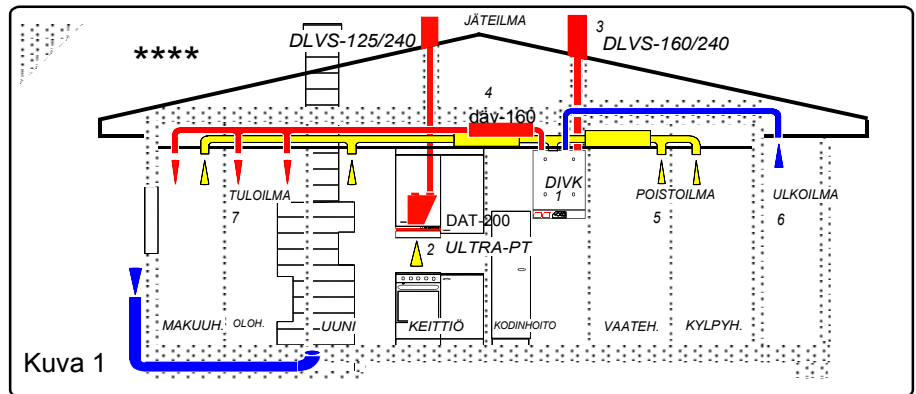 JÄTEILMA
3
DLVS-125/240
DLVS-160/240
****
4
däv-160
TULOILMA
7
DIVK
1
POISTOILMA
5
ULKOILMA
6
DAT-200
2 ULTRA-PT
MAKUUH.
OLOH.
UUNI
KEITTIÖ
KODINHOITO
VAATEH.
KYLPYH.
Kuva 1